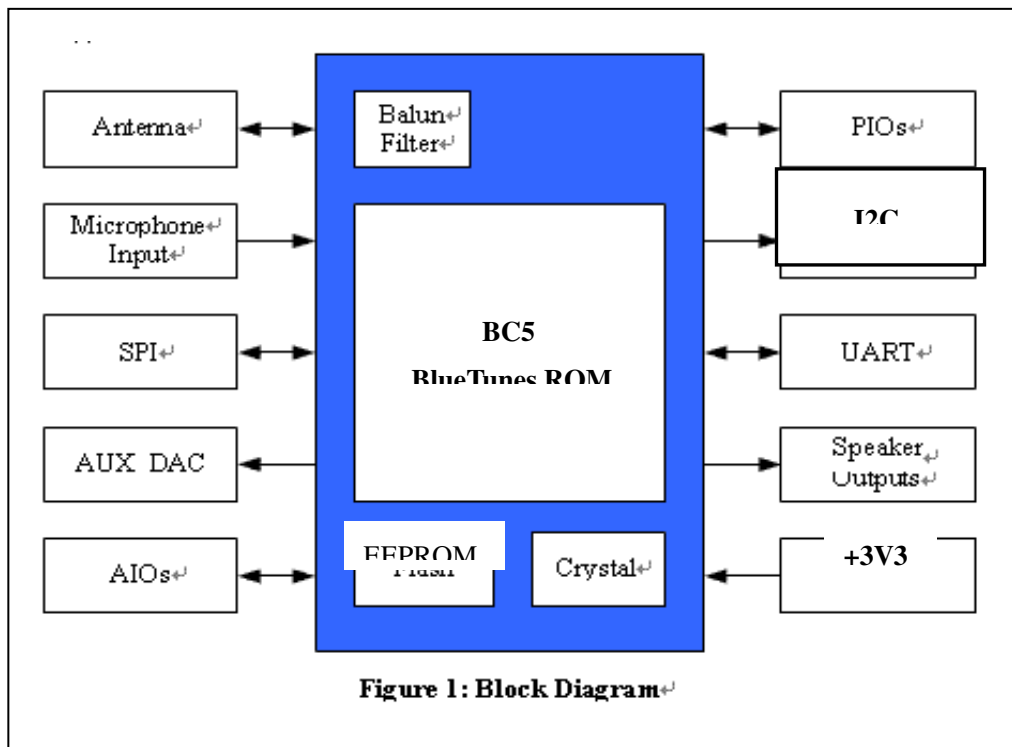 Antenna
Balun
Filter
PIOs
Microphone
Input
I2C
SPI
BC5
BlueTunes ROM
UART
AUX DAC
Speaker
Outputs
AIOs
EEPROM
Flash
Crystal
+3V3
Figure 1: Block Diagram